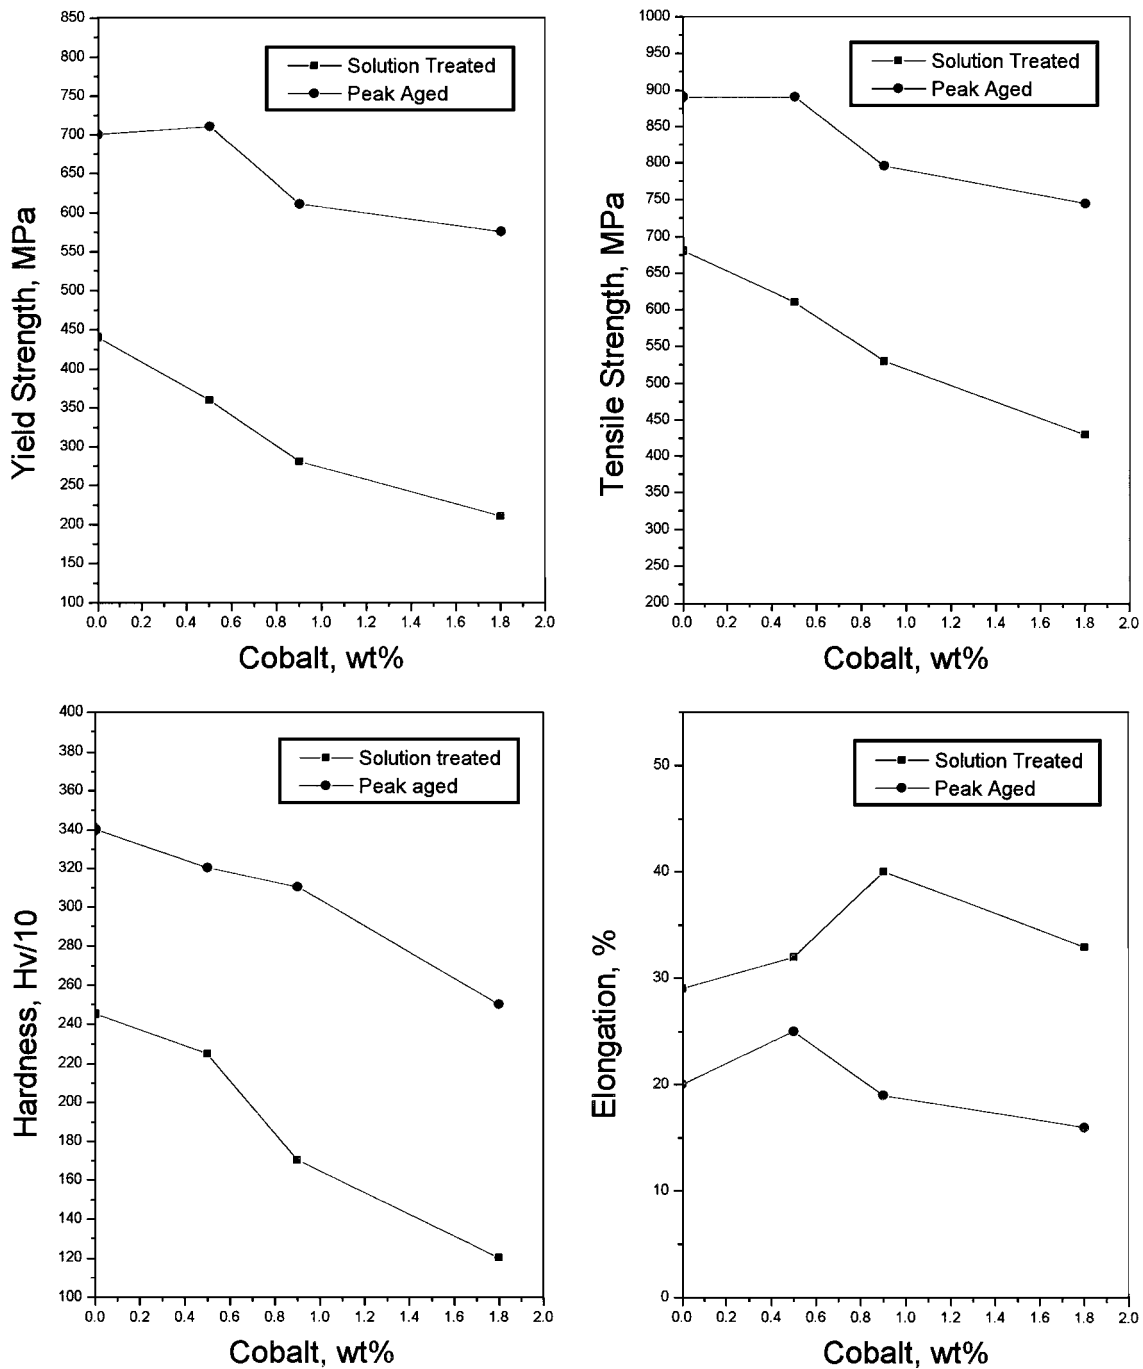 850
800
750
700
650
600
550
500
450
400
350
300
250
200
150
100
Yield Strength, MPa
Solution Treated
Peak Aged
0.0 0.2 0.4 0.6 0.8 1.0 1.2 1.4 1.6 1.8 2.0
Cobalt, wt%
1000
950
900
850
800
750
700
650
600
550
500
450
400
350
300
250
200
Tensile Strength, MPa
Solution Treated
Peak Aged
0.0 0.2 0.4 0.6 0.8 1.0 1.2 1.4 1.6 1.8 2.0
Cobalt, wt%
400
380
360
340
320
300
280
260
240
220
200
180
160
140
120
100
Hardness, Hv/10
Solution treated
Peak aged
0.0 0.2 0.4 0.6 0.8 1.0 1.2 1.4 1.6 1.8 2.0
Cobalt, wt%
50
40
30
20
10
0
Elongation, %
Solution Treated
Peak Aged
0.0 0.2 0.4 0.6 0.8 1.0 1.2 1.4 1.6 1.8 2.0
Cobalt, wt%